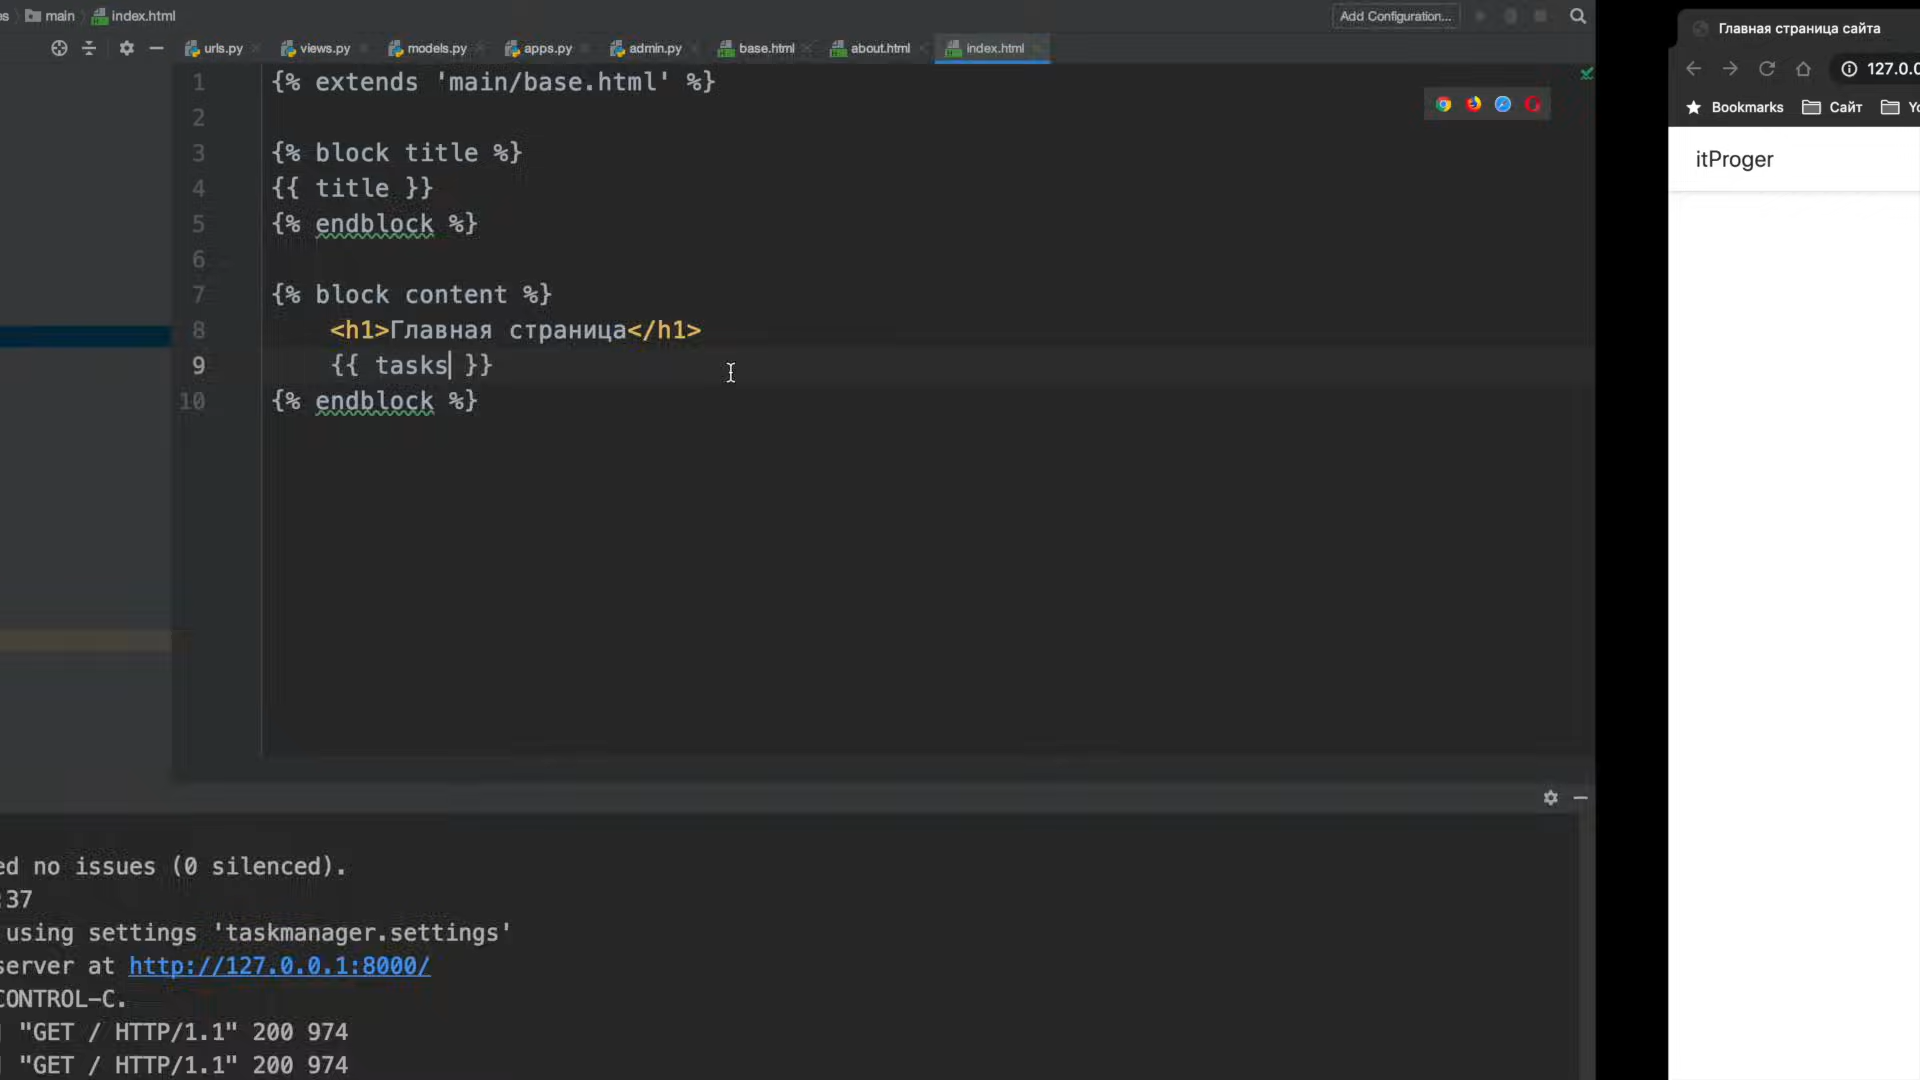 main
index.html
Add Configuration...
urls.py
views.py
models.py
apps.py
admin.py
base.html
about.html
index.html
1 {% extends 'main/base.html' %}
2
3 {% block title %}
4 {{ title }}
5 {% endblock %}
6
7 {% block content %}
8 <h1>Главная страница</h1>
9 {{ tasks }}
10 {% endblock %}
ed no issues (0 silenced).
:37
using settings 'taskmanager.settings'
server at http://127.0.0.1:8000/
CONTROL-C.
"GET / HTTP/1.1" 200 974
"GET / HTTP/1.1" 200 974
Главная страница сайта
127.0.0
Bookmarks
Сайт
itProger